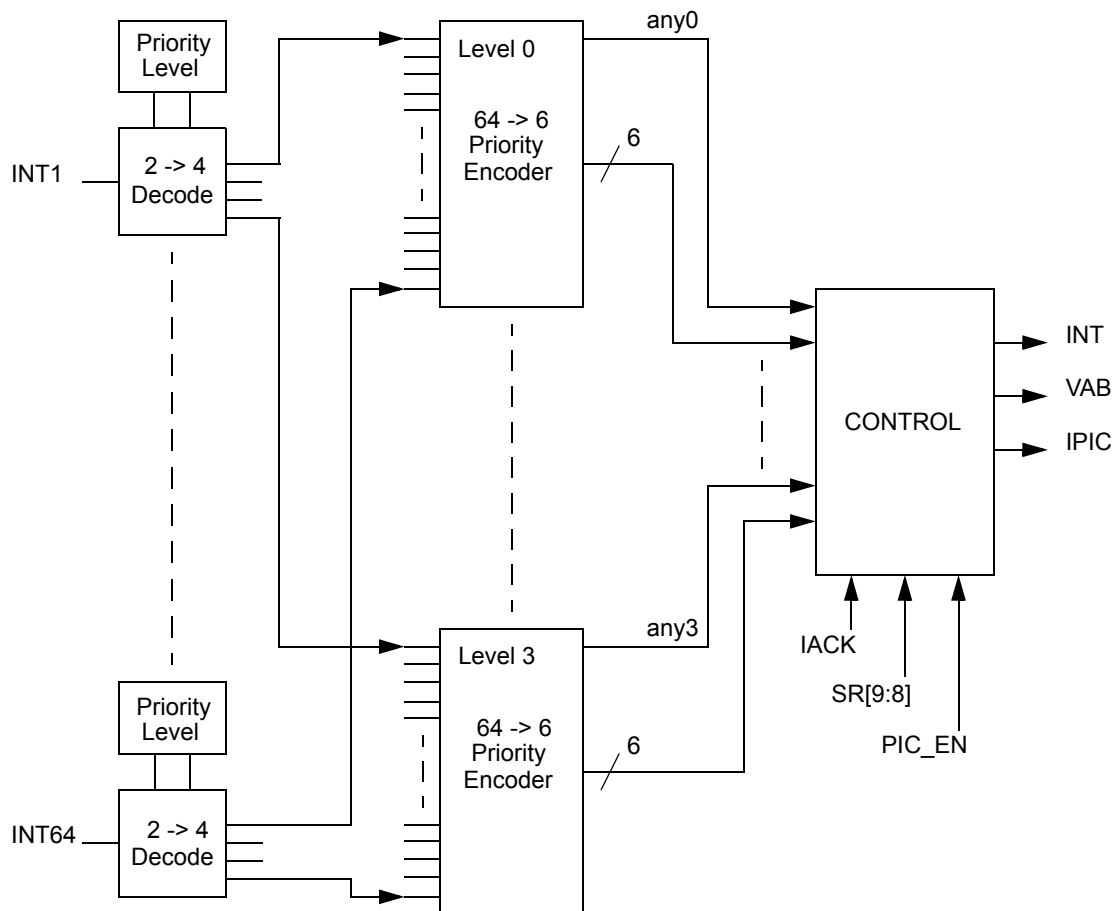 Priority
Level
INT1
2 -> 4
Decode
Level 0
64 -> 6
Priority
Encoder
any0
6
CONTROL
INT
VAB
IPIC
IACK
SR[9:8]
PIC_EN
Priority
Level
INT64
2 -> 4
Decode
Level 3
64 -> 6
Priority
Encoder
any3
6